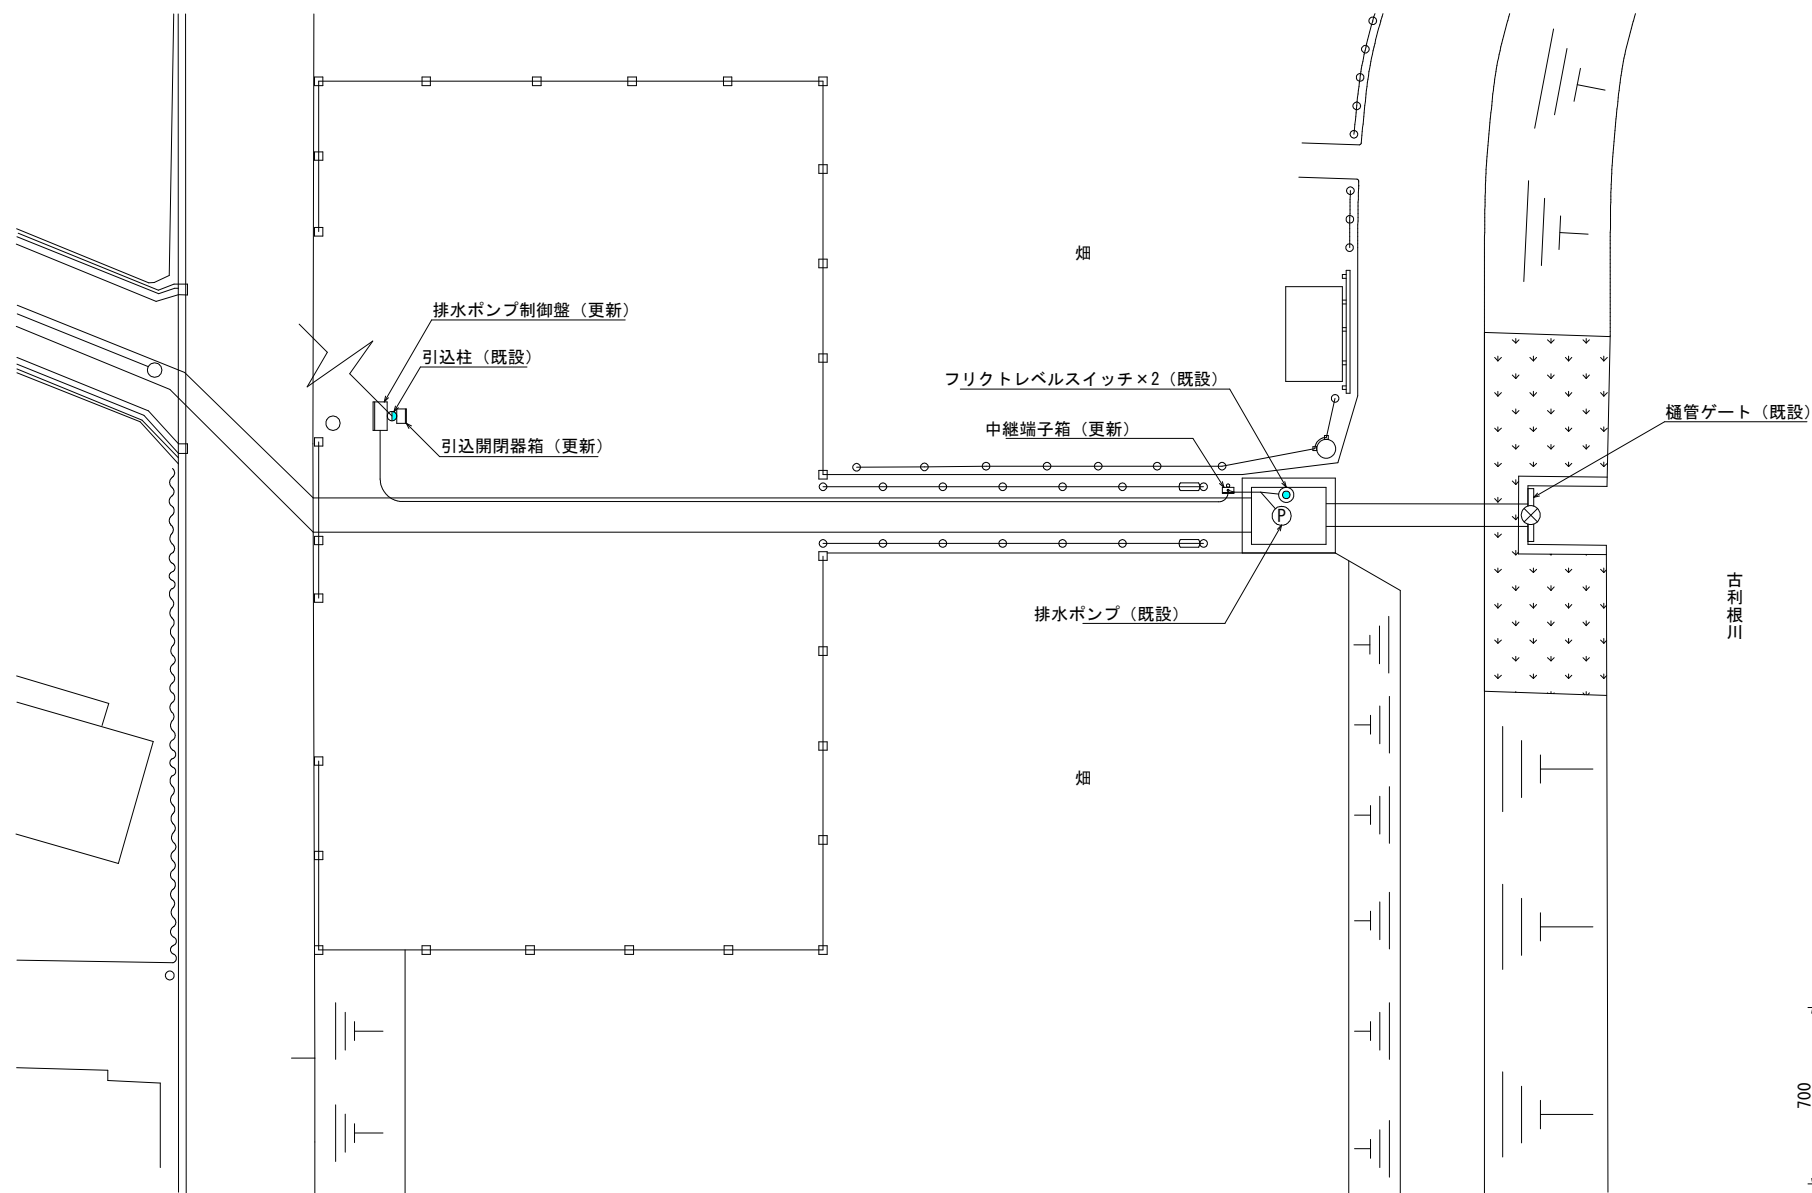 畑
排水ポンプ制御盤（更新）
引込柱（既設）
フリクトレベルスイッチ×2（既設）
樋管ゲート（既設）
中継端子箱（更新）
引込開閉器箱（更新）
P
古利根川
排水ポンプ（既設）
畑
700